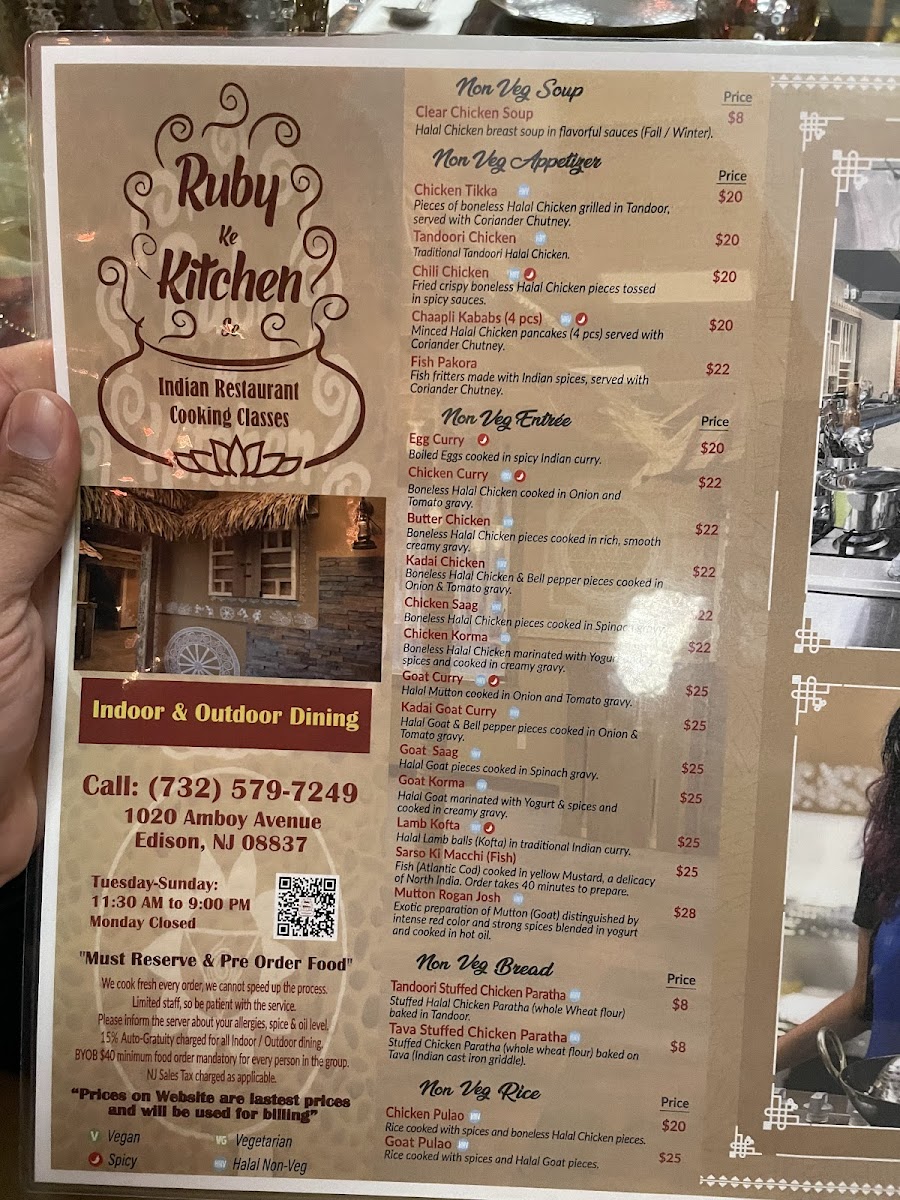 Ruby
Ke
Kitchen
&
Indian Restaurant
Cooking Classes
Indoor & Outdoor Dining
Call: (732) 579-7249
1020 Amboy Avenue
Edison, NJ 08837
Tuesday-Sunday:
11:30 AM to 9:00 PM
Monday Closed
"Must Reserve & Pre Order Food"
We cook fresh every order, we cannot speed up the process.
Limited staff, so be patient with the service.
Please inform the server about your allergies, spice & oil level.
15% Auto-Gratuity charged for all Indoor / Outdoor dining.
BYOB $40 minimum food order mandatory for every person in the group.
NJ Sales Tax charged as applicable.
"Prices on Website are lastest prices
and will be used for billing"
V Vegan
VG Vegetarian
Spicy
Halal Non-Veg
Non Veg Soup
Price
Clear Chicken Soup $8
Halal Chicken breast soup in flavorful sauces (Fall / Winter).
Non Veg Appetizer
Price
Chicken Tikka $20
Pieces of boneless Halal Chicken grilled in Tandoor,
served with Coriander Chutney.
Tandoori Chicken $20
Traditional Tandoori Halal Chicken.
Chili Chicken $20
Fried crispy boneless Halal Chicken pieces tossed
in spicy sauces.
Chaapli Kababs (4 pcs) $20
Minced Halal Chicken pancakes (4 pc) served with
Coriander Chutney.
Fish Pakora $22
Fish fritters made with Indian spices, served with
Coriander Chutney.
Non Veg Entrée
Price
Egg Curry $20
Boiled Eggs cooked in spicy Indian curry.
Chicken Curry $22
Boneless Halal Chicken cooked in Onion and
Tomato gravy.
Butter Chicken $22
Boneless Halal Chicken pieces cooked in rich, smooth
creamy gravy.
Kadai Chicken $22
Boneless Halal Chicken & Bell pepper pieces cooked in
Onion & Tomato gravy.
Chicken Saag $22
Boneless Halal Chicken pieces cooked in Spinach gravy.
Chicken Korma $22
Boneless Halal Chicken marinated with Yogurt
spices and cooked in creamy gravy.
Goat Curry $25
Halal Mutton cooked in Onion and Tomato gravy.
Kadai Goat Curry $25
Halal Goat & Bell pepper pieces cooked in Onion &
Tomato gravy.
Goat Saag $25
Halal Goat pieces cooked in Spinach gravy.
Goat Korma $25
Halal Goat marinated with Yogurt & spices and
cooked in creamy gravy.
Lamb Kofta $25
Halal Lamb balls (Kofta) in traditional Indian curry.
Sarso Ki Macchi (Fish) $25
Fish (Atlantic Cod) cooked in yellow Mustard, a delicacy
of North India. Order takes 40 minutes to prepare.
Mutton Rogan Josh $28
Exotic preparation of Mutton (Goat) distinguished by
intense red color and strong spices blended in yogurt
and cooked in hot oil.
Non Veg Bread
Price
Tandoori Stuffed Chicken Paratha $8
Stuffed Halal Chicken Paratha (whole Wheat flour)
baked in Tandoor.
Tava Stuffed Chicken Paratha $8
Stuffed Chicken Paratha (whole wheat flour) baked on
Tava (Indian cast iron griddle).
Non Veg Rice
Price
Chicken Pulao $20
Rice cooked with spices and boneless Halal Chicken pieces.
Goat Pulao $25
Rice cooked with spices and Halal Goat pieces.